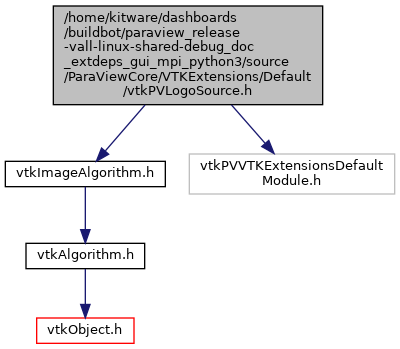 /home/kitware/dashboards
/buildbot/paraview_release
-vall-linux-shared-debug_doc
_extdeps_gui_mpi_python3/source
/ParaViewCore/VTKExtensions/Default
/vtkPVLogoSource.h
vtkImageAlgorithm.h
vtkPVVTKExtensionsDefault
Module.h
vtkAlgorithm.h
vtkObject.h